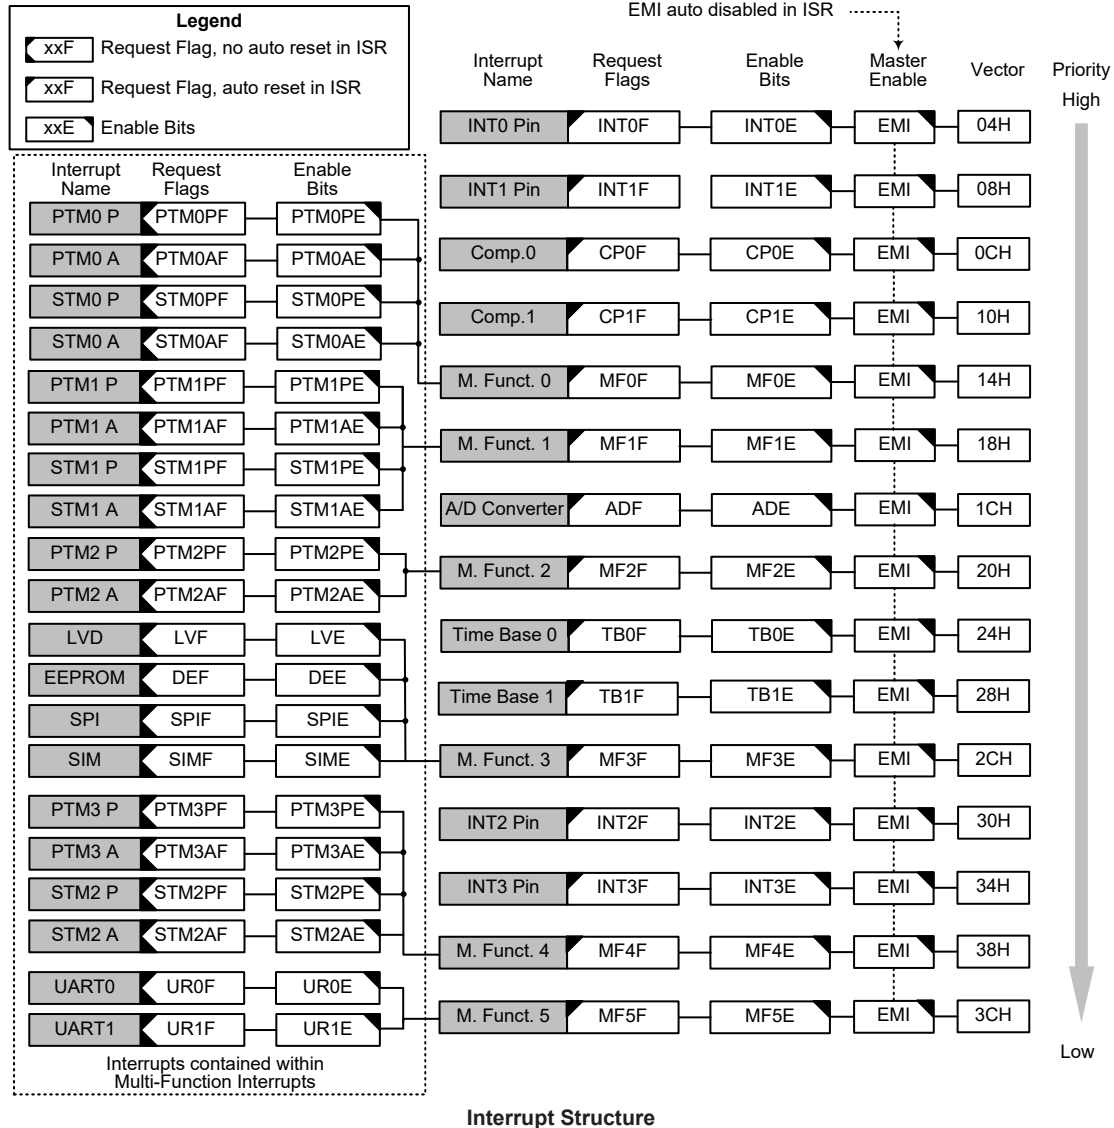 Legend
xxF Request Flag, no auto reset in ISR
xxF Request Flag, auto reset in ISR
xxE Enable Bits
EMI auto disabled in ISR
Interrupt Name Request Flags Enable Bits Master Enable Vector Priority
High
INT0 Pin INT0F INT0E EMI 04H
INT1 Pin INT1F INT1E EMI 08H
Comp.0 CP0F CP0E EMI 0CH
Comp.1 CP1F CP1E EMI 10H
M. Funct. 0 MF0F MF0E EMI 14H
M. Funct. 1 MF1F MF1E EMI 18H
A/D Converter ADF ADE EMI 1CH
M. Funct. 2 MF2F MF2E EMI 20H
Time Base 0 TB0F TB0E EMI 24H
Time Base 1 TB1F TB1E EMI 28H
M. Funct. 3 MF3F MF3E EMI 2CH
INT2 Pin INT2F INT2E EMI 30H
INT3 Pin INT3F INT3E EMI 34H
M. Funct. 4 MF4F MF4E EMI 38H
M. Funct. 5 MF5F MF5E EMI 3CH
Low
Interrupt Name Request Flags Enable Bits
PTM0 P PTM0PF PTM0PE
PTM0 A PTM0AF PTM0AE
STM0 P STM0PF STM0PE
STM0 A STM0AF STM0AE
PTM1 P PTM1PF PTM1PE
PTM1 A PTM1AF PTM1AE
STM1 P STM1PF STM1PE
STM1 A STM1AF STM1AE
PTM2 P PTM2PF PTM2PE
PTM2 A PTM2AF PTM2AE
LVD LVF LVE
EEPROM DEF DEE
SPI SPIF SPIE
SIM SIMF SIME
PTM3 P PTM3PF PTM3PE
PTM3 A PTM3AF PTM3AE
STM2 P STM2PF STM2PE
STM2 A STM2AF STM2AE
UART0 UR0F UR0E
UART1 UR1F UR1E
Interrupts contained within
Multi-Function Interrupts
Interrupt Structure